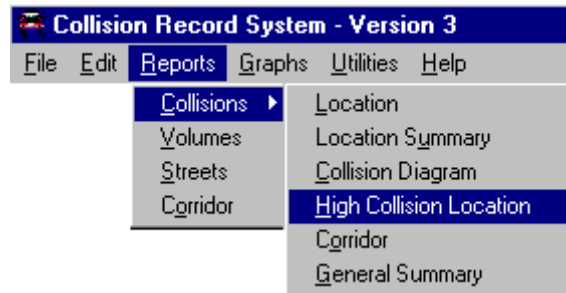 Collision Record System - Version 3
File Edit Reports Graphs Utilities Help
Collisions Location
Volumes Location Summary
Streets Collision Diagram
Corridor High Collision Location
Corridor
General Summary